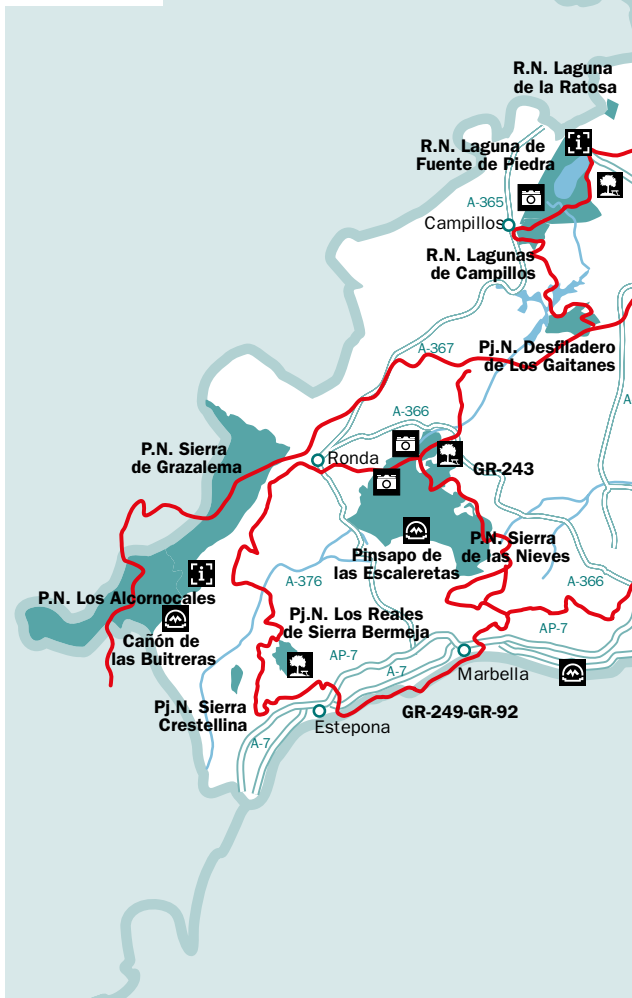 R.N. Laguna
de la Ratosa
R.N. Laguna de
Fuente de Piedra
A-365
Campillos
R.N. Lagunas
de Campillos
Pj.N. Desfiladero
de Los Gaitanes
A-367
A
A-366
P.N. Sierra
de Grazalema
Ronda
GR-243
P.N. Sierra
de las Nieves
Pinsapo de
las Escaleretas
A-376
A-366
P.N. Los Alcornocales
Cañón de
las Buitreras
Pj.N. Los Reales
de Sierra Bermeja
AP-7
AP-7
A-7
Marbella
Pj.N. Sierra
Crestellina
GR-249-GR-92
Estepona
A-7